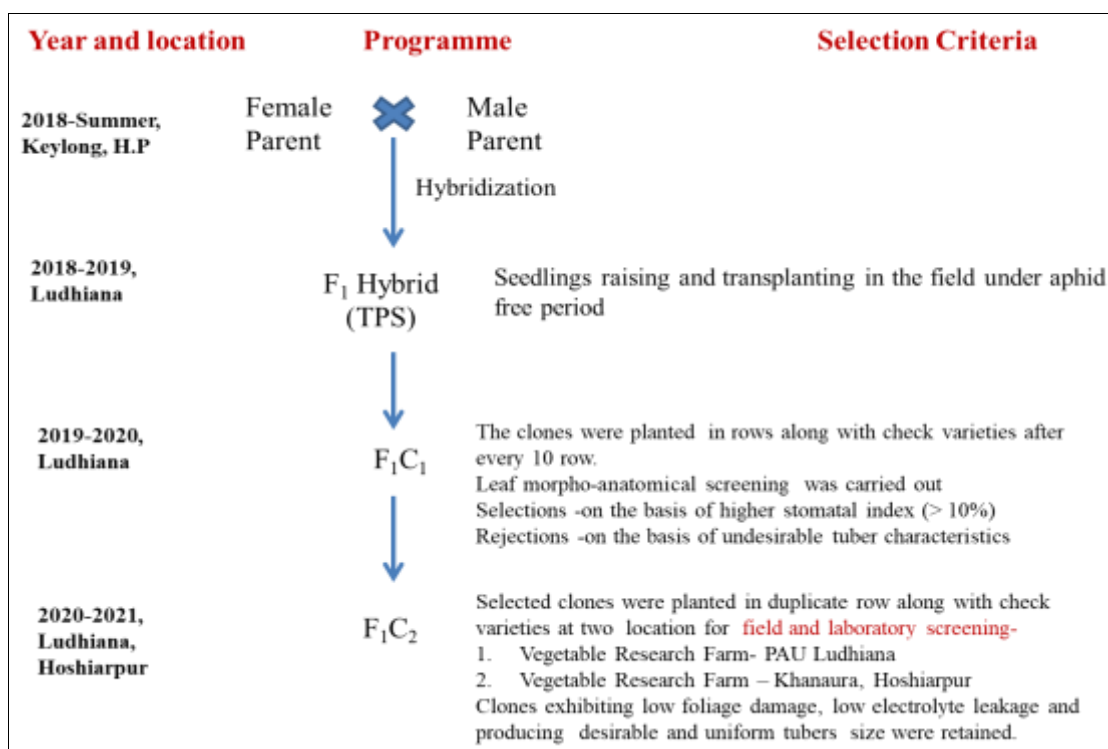 Year and location Programme Selection Criteria
2018-Summer,
Keylong, H.P
Female
Parent
Male
Parent
Hybridization
2018-2019,
Ludhiana
F₁ Hybrid
(TPS)
Seedlings raising and transplanting in the field under aphid
free period
2019-2020,
Ludhiana
F₁C₁
The clones were planted in rows along with check varieties after
every 10 row.
Leaf morpho-anatomical screening was carried out
Selections -on the basis of higher stomatal index (> 10%)
Rejections -on the basis of undesirable tuber characteristics
2020-2021,
Ludhiana,
Hoshiarpur
F₁C₂
Selected clones were planted in duplicate row along with check
varieties at two location for field and laboratory screening-
1. Vegetable Research Farm- PAU Ludhiana
2. Vegetable Research Farm – Khanaura, Hoshiarpur
Clones exhibiting low foliage damage, low electrolyte leakage and
producing desirable and uniform tubers size were retained.